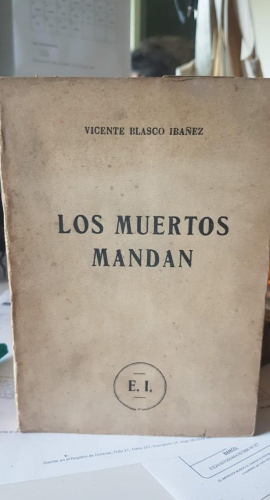 VICENTE BLASCO IBAÑEZ
LOS MUERTOS
MANDAN
E. I.